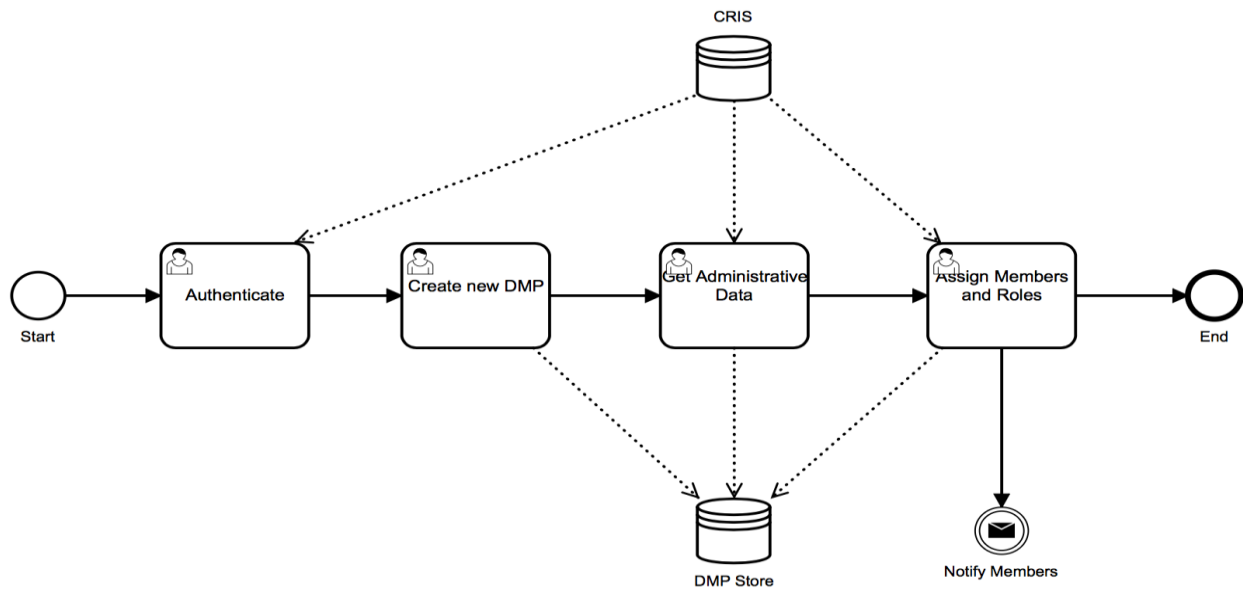 CRIS
Start
Authenticate
Create new DMP
Get Administrative
Data
Assign Members
and Roles
End
DMP Store
Notify Members